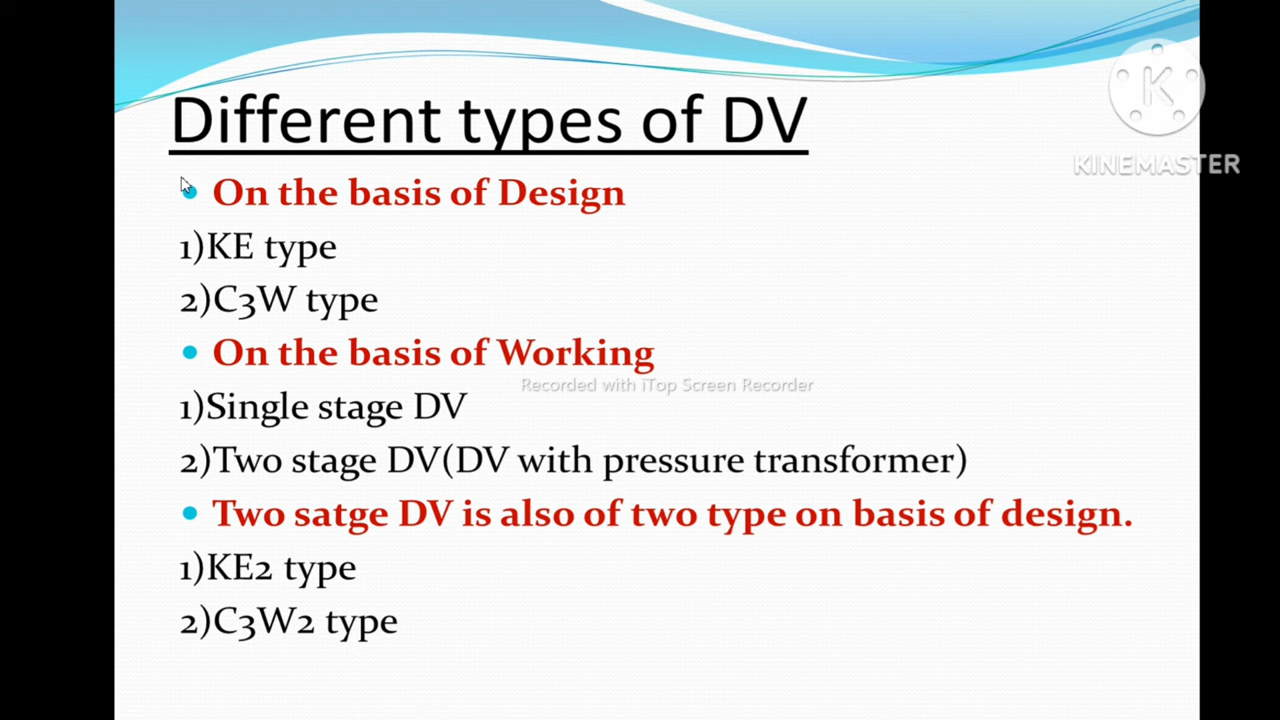 Different types of DV
K
KINEMASTER
• On the basis of Design
1)KE type
2)C3W type
• On the basis of Working
Recorded with iTop Screen Recorder
1)Single stage DV
2)Two stage DV(DV with pressure transformer)
• Two satge DV is also of two type on basis of design.
1)KE2 type
2)C3W2 type